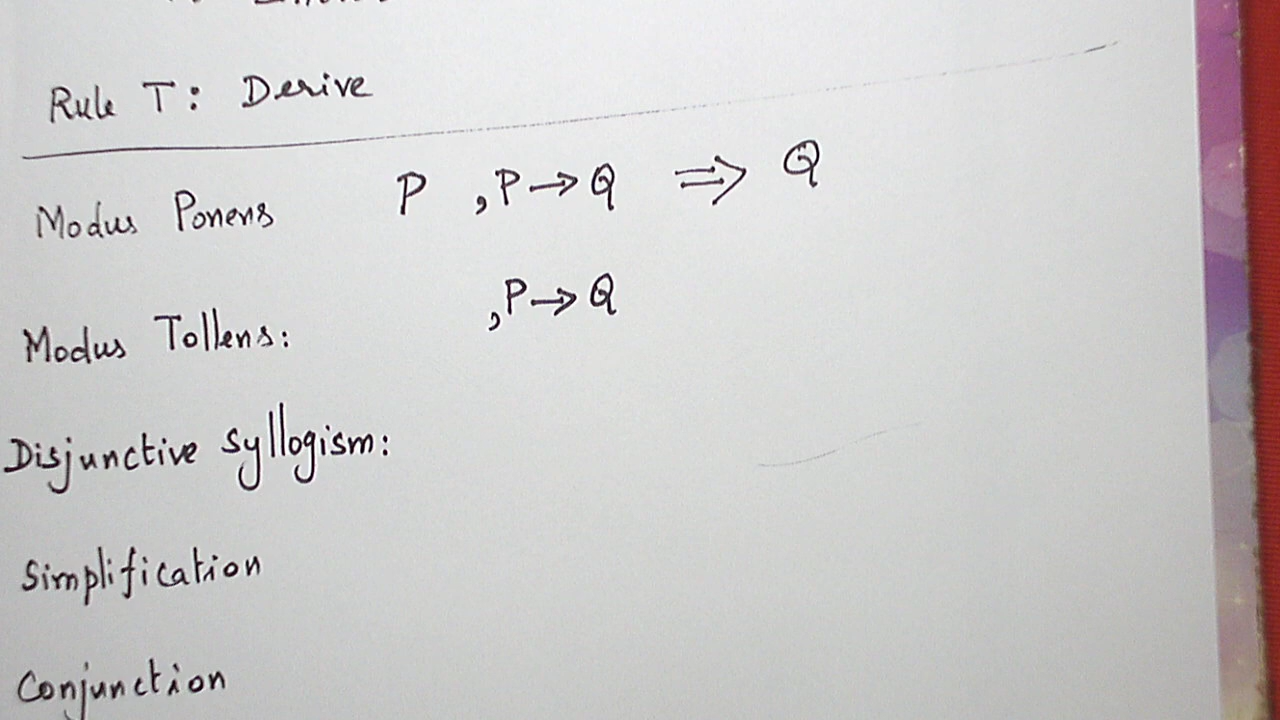 Rule T: Derive
Modus Ponens P , P → Q ⇒ Q
Modus Tollens: , P → Q
Disjunctive syllogism:
Simplification
Conjunction